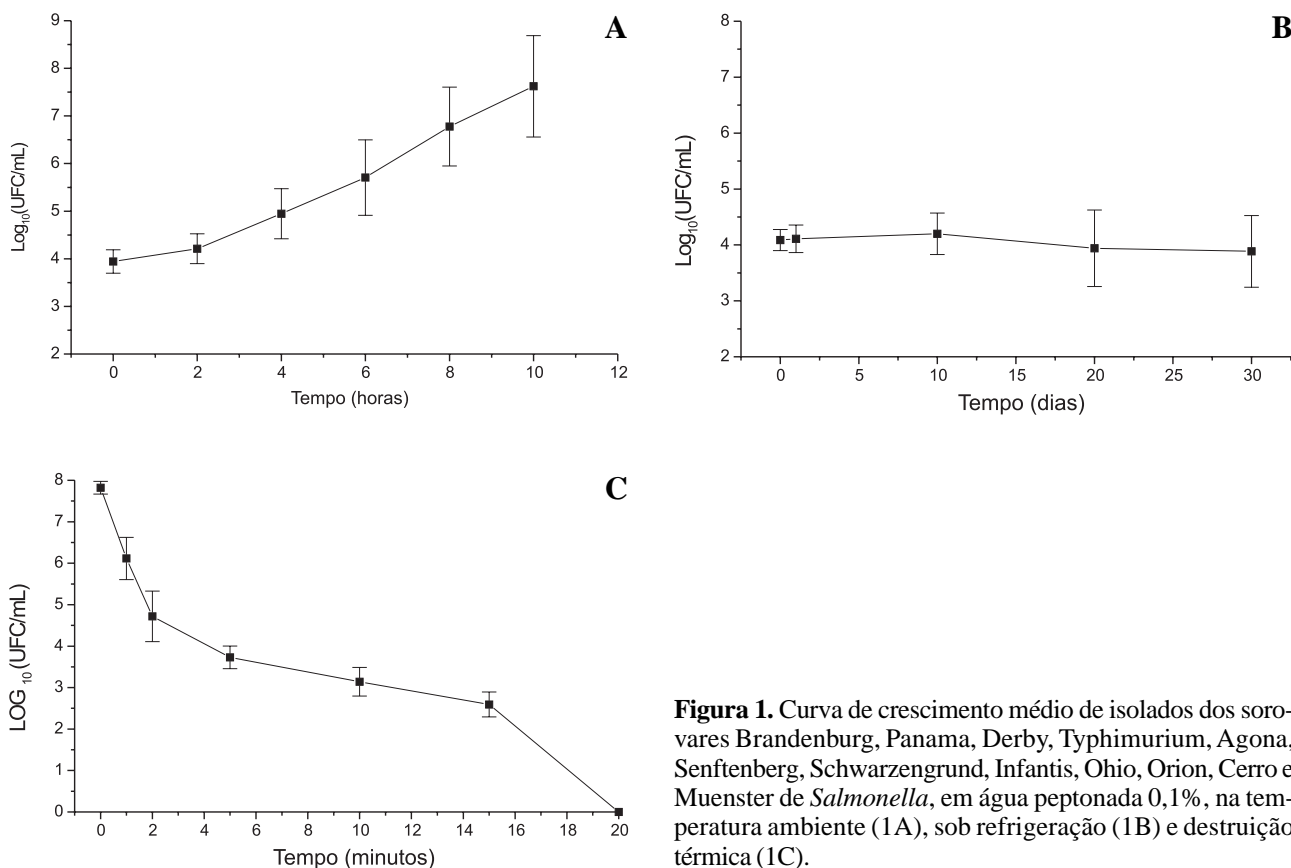 A
Log10(UFC/mL)
9
8
7
6
5
4
3
2
0 2 4 6 8 10 12
Tempo (horas)
B
Log10(UFC/mL)
8
7
6
5
4
3
2
0 5 10 15 20 25 30
Tempo (dias)
C
LOG10(UFC/mL)
8
7
6
5
4
3
2
1
0
0 2 4 6 8 10 12 14 16 18 20
Tempo (minutos)
Figura 1. Curva de crescimento médio de isolados dos soro-
vares Brandenburg, Panama, Derby, Typhimurium, Agona,
Senftenberg, Schwarzengrund, Infantis, Ohio, Orion, Cerro e
Muenster de Salmonella, em água peptonada 0,1%, na tem-
peratura ambiente (1A), sob refrigeração (1B) e destruição
térmica (1C).